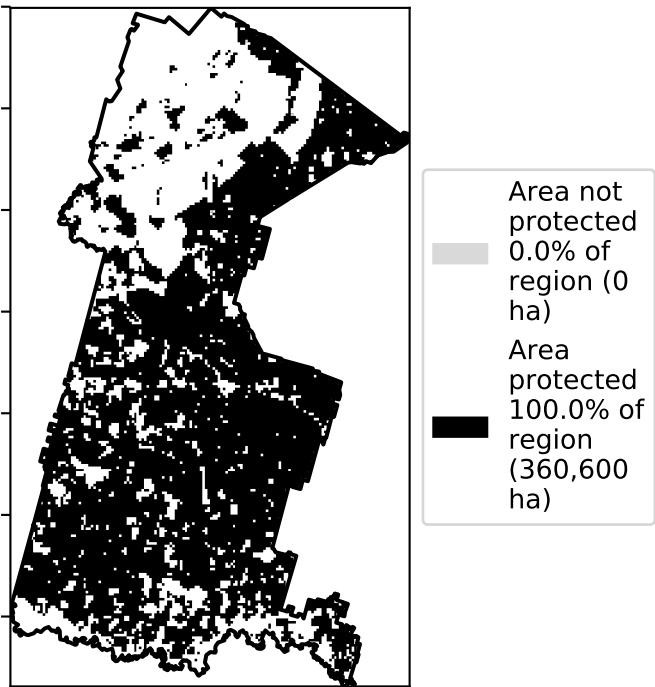 Area not
protected
0.0% of
region (0
ha)
Area
protected
100.0% of
region
(360,600
ha)